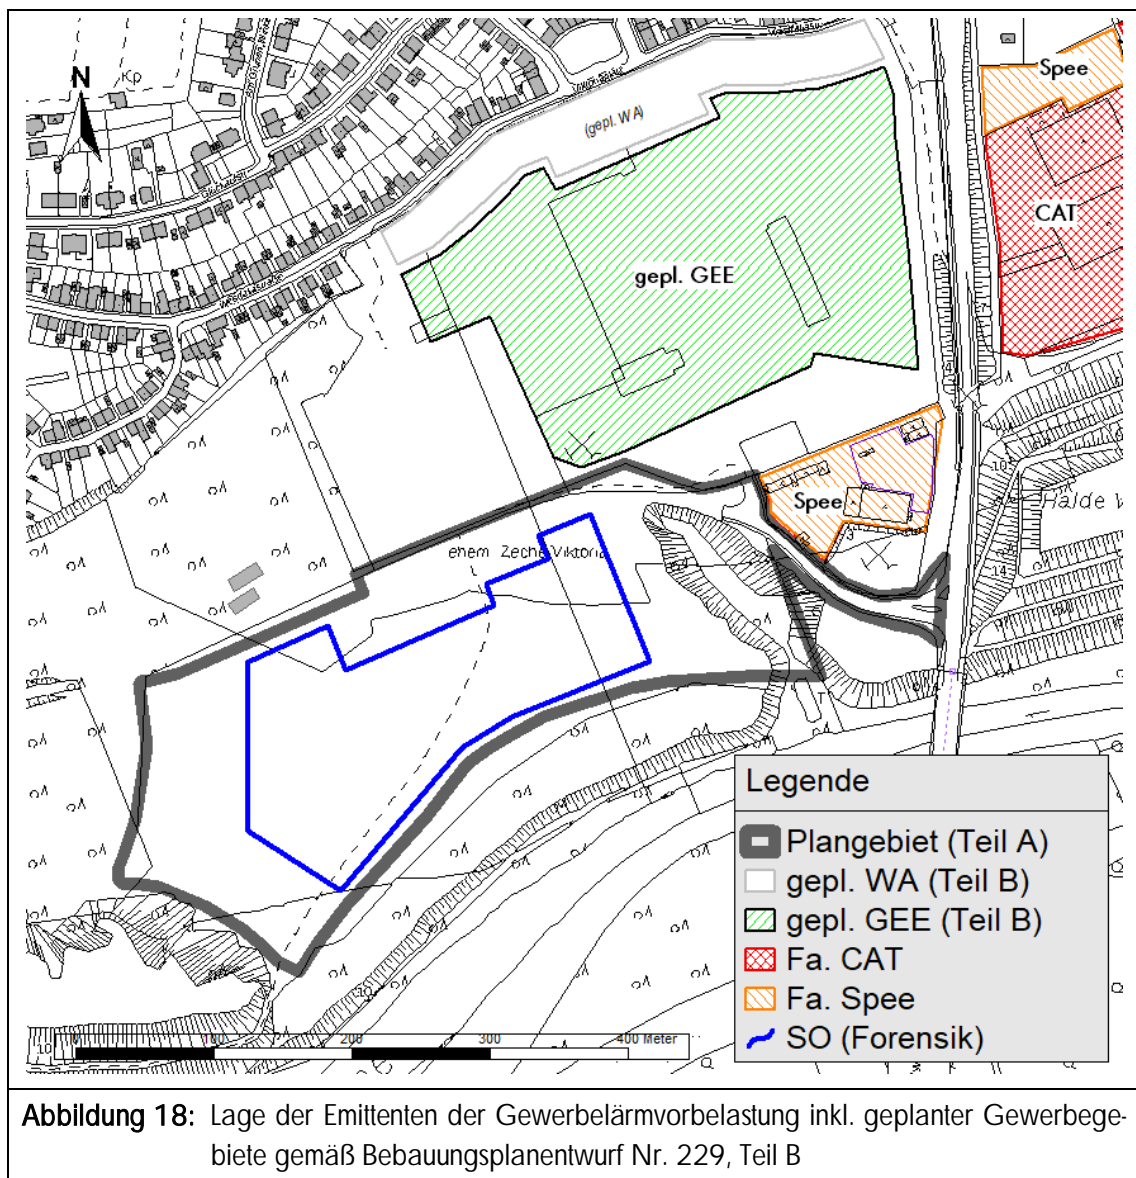 N
Kp
Spee
(gepl. WA)
CAT
gepl. GEE
Spee
Halde
ehem. Zeche Viktoria
Legende
Plangebiet (Teil A)
gepl. WA (Teil B)
gepl. GEE (Teil B)
Fa. CAT
Fa. Spee
SO (Forensik)
0 100 200 300 400 Meter
Abbildung 18: Lage der Emittenten der Gewerbelärmvorbelastung inkl. geplanter Gewerbege-
biete gemäß Bebauungsplanentwurf Nr. 229, Teil B